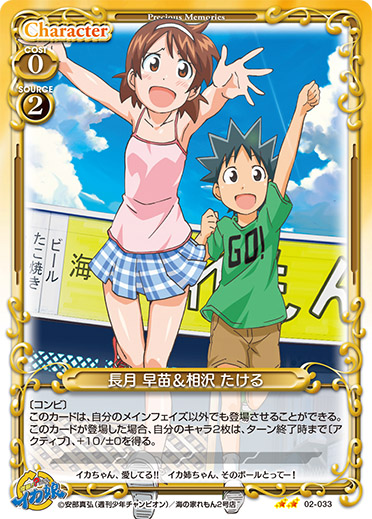 Precious Memories
Character
COST
0
SOURCE
2
ビール
たこ焼き
海
もん
GO!
長月 早苗&相沢 たける
〔コンビ〕
このカードは、自分のメインフェイズ以外でも登場させることができる。
このカードが登場した場合、自分のキャラ2枚は、ターン終了時まで〔ア
クティブ〕、+10/±0を得る。
イカちゃん、愛してる!! イカ姉ちゃん、そのボールとってー!
©安部真弘(週刊少年チャンピオン)/海の家れもん2号店
02-033